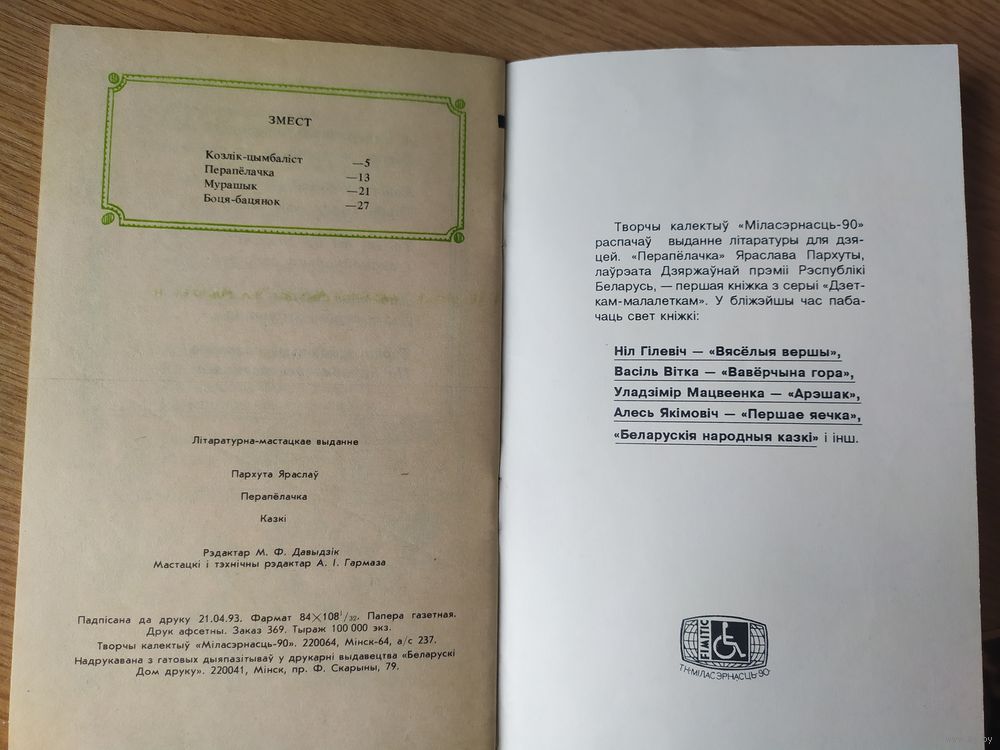 ЗМЕСТ
Козлік-цымбаліст —5
Перапёлачка —13
Мурашык —21
Боця-бацянок —27
Літаратурна-мастацкае выданне
Пархута Яраслаў
Перапёлачка
Казкі
Рэдактар М. Ф. Давыдзік
Мастацкі і тэхнічны рэдактар А. І. Гармаза
Падпісана да друку 21.04.93. Фармат 84×108¹/₃₂. Папера газетная.
Друк афсетны. Заказ 369. Тыраж 100 000 экз.
Творчы калектыў «Міласэрнасць-90». 220064, Мінск-64, а/с 237.
Надрукавана з гатовых дыяпазітываў у друкарні выдавецтва «Беларускі
Дом друку». 220041, Мінск, пр. Ф. Скарыны, 79.
Творчы калектыў «Міласэрнасць-90»
распачаў выданне літаратуры для дзя-
цей. «Перапёлачка» Яраслава Пархуты,
лаўрэата Дзяржаўнай прэміі Рэспублікі
Беларусь, — першая кніжка з серыі «Дзет-
кам-малалеткам». У бліжэйшы час паба-
чаць свет кніжкі:
Ніл Гілевіч — «Вясёлыя вершы»,
Васіль Вітка — «Вавёрчына гора»,
Уладзімір Мацвеенка — «Арэшак»,
Алесь Якімовіч — «Першае яечка»,
«Беларускія народныя казкі» і інш.
FIMITIC
ТК·МІЛАСЭРНАСЦЬ-90·